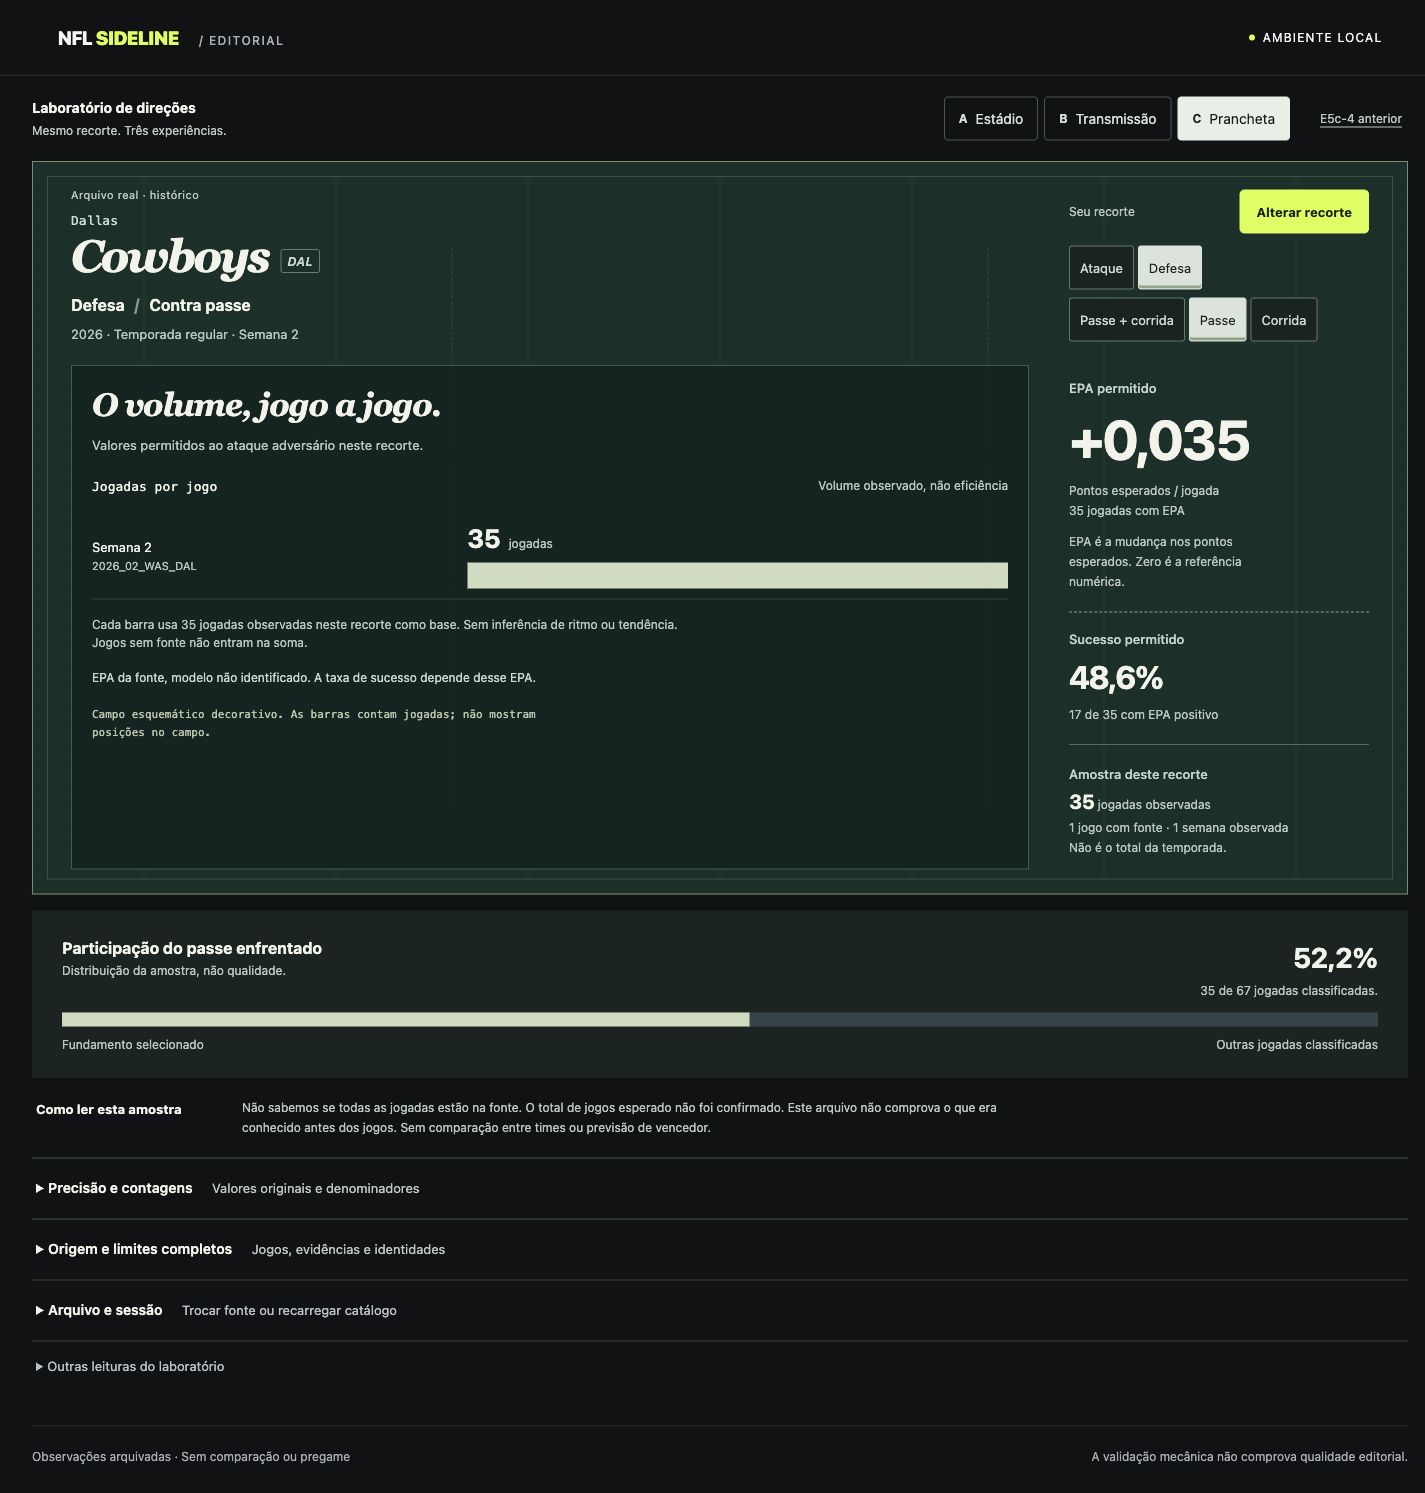 NFL SIDELINE / EDITORIAL
AMBIENTE LOCAL
Laboratório de direções
Mesmo recorte. Três experiências.
A Estádio
B Transmissão
C Prancheta
E5c-4 anterior
Arquivo real · histórico
Dallas
Cowboys DAL
Defesa / Contra passe
2026 · Temporada regular · Semana 2
Seu recorte
Alterar recorte
Ataque
Defesa
Passe + corrida
Passe
Corrida
O volume, jogo a jogo.
Valores permitidos ao ataque adversário neste recorte.
Jogadas por jogo
Volume observado, não eficiência
Semana 2
2026_02_WAS_DAL
35 jogadas
Cada barra usa 35 jogadas observadas neste recorte como base. Sem inferência de ritmo ou tendência.
Jogos sem fonte não entram na soma.
EPA da fonte, modelo não identificado. A taxa de sucesso depende desse EPA.
Campo esquemático decorativo. As barras contam jogadas; não mostram
posições no campo.
EPA permitido
+0,035
Pontos esperados / jogada
35 jogadas com EPA
EPA é a mudança nos pontos
esperados. Zero é a referência
numérica.
Sucesso permitido
48,6%
17 de 35 com EPA positivo
Amostra deste recorte
35 jogadas observadas
1 jogo com fonte · 1 semana observada
Não é o total da temporada.
Participação do passe enfrentado
Distribuição da amostra, não qualidade.
52,2%
35 de 67 jogadas classificadas.
Fundamento selecionado
Outras jogadas classificadas
Como ler esta amostra
Não sabemos se todas as jogadas estão na fonte. O total de jogos esperado não foi confirmado. Este arquivo não comprova o que era
conhecido antes dos jogos. Sem comparação entre times ou previsão de vencedor.
Precisão e contagens Valores originais e denominadores
Origem e limites completos Jogos, evidências e identidades
Arquivo e sessão Trocar fonte ou recarregar catálogo
Outras leituras do laboratório
Observações arquivadas · Sem comparação ou pregame
A validação mecânica não comprova qualidade editorial.